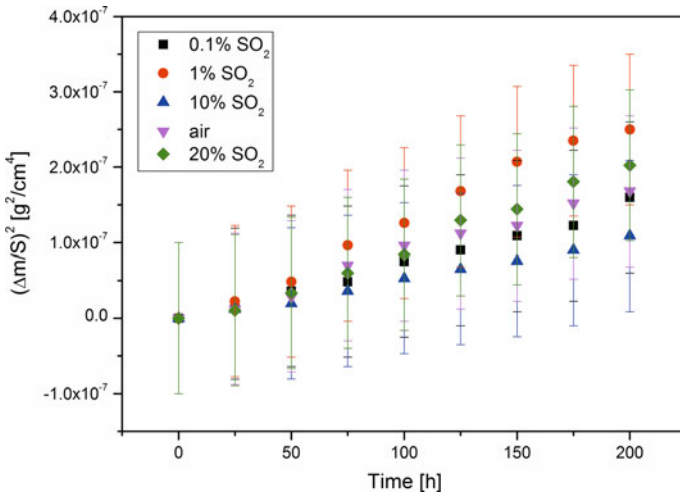 4.0x10⁻⁷
3.0x10⁻⁷
2.0x10⁻⁷
1.0x10⁻⁷
0.0
-1.0x10⁻⁷
(Δm/S)² [g²/cm⁴]
0.1% SO₂
1% SO₂
10% SO₂
air
20% SO₂
0 50 100 150 200
Time [h]